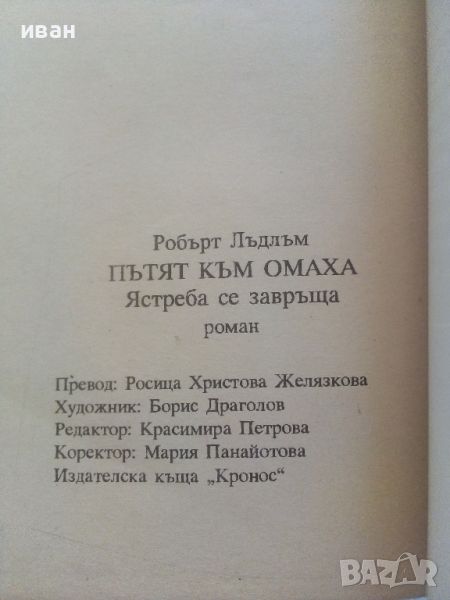 иван
Робърт Лъдлъм
ПЪТЯТ КЪМ ОМАХА
Ястреба се завръща
роман
Превод: Росица Христова Желязкова
Художник: Борис Драголов
Редактор: Красимира Петрова
Коректор: Мария Панайотова
Издателска къща „Кронос“
BAZAR